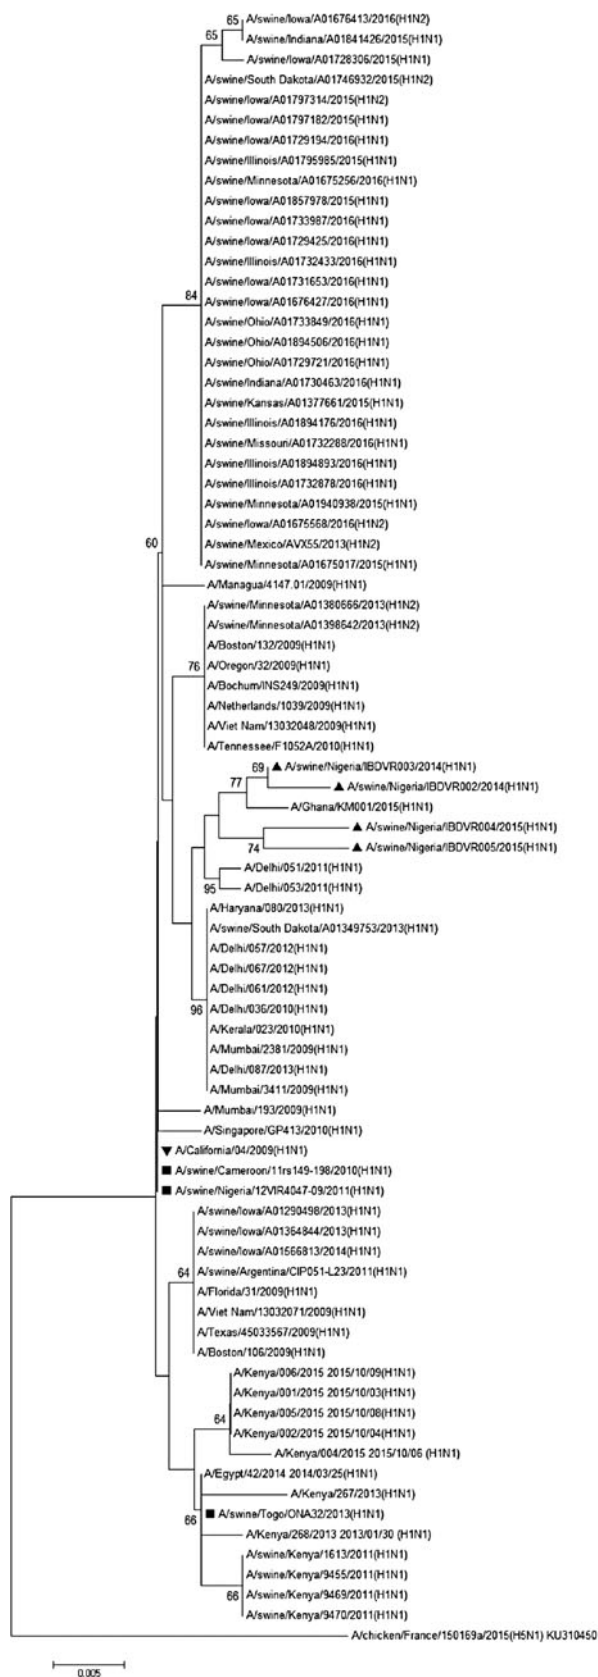 65 A/swine/Iowa/A01676413/2016(H1N2)
65 A/swine/Indiana/A01841426/2015(H1N1)
A/swine/Iowa/A01728306/2015(H1N1)
A/swine/South Dakota/A01746932/2015(H1N2)
A/swine/Iowa/A01797314/2015(H1N2)
A/swine/Iowa/A01797182/2015(H1N1)
A/swine/Iowa/A01729194/2016(H1N1)
A/swine/Illinois/A01795985/2015(H1N1)
A/swine/Minnesota/A01675256/2016(H1N1)
A/swine/Iowa/A01857978/2015(H1N1)
A/swine/Iowa/A01733987/2016(H1N1)
A/swine/Iowa/A01729425/2016(H1N1)
A/swine/Illinois/A01732433/2016(H1N1)
A/swine/Iowa/A01731653/2016(H1N1)
84 A/swine/Iowa/A01676427/2016(H1N1)
A/swine/Ohio/A01733849/2016(H1N1)
A/swine/Ohio/A01894506/2016(H1N1)
A/swine/Ohio/A01729721/2016(H1N1)
A/swine/Indiana/A01730463/2016(H1N1)
A/swine/Kansas/A01377661/2015(H1N1)
A/swine/Illinois/A01894176/2016(H1N1)
A/swine/Missouri/A01732288/2016(H1N1)
A/swine/Illinois/A01894893/2016(H1N1)
A/swine/Illinois/A01732878/2016(H1N1)
A/swine/Minnesota/A01940938/2015(H1N1)
A/swine/Iowa/A01675568/2016(H1N2)
60 A/swine/Mexico/AVX55/2013(H1N2)
A/swine/Minnesota/A01675017/2015(H1N1)
A/Managua/4147.01/2009(H1N1)
A/swine/Minnesota/A01380666/2013(H1N2)
A/swine/Minnesota/A01398642/2013(H1N2)
A/Boston/132/2009(H1N1)
76 A/Oregon/32/2009(H1N1)
A/Bochum/INS249/2009(H1N1)
A/Netherlands/1039/2009(H1N1)
A/Viet Nam/13032048/2009(H1N1)
A/Tennessee/F1052A/2010(H1N1)
69 ▲ A/swine/Nigeria/IBDVR003/2014(H1N1)
77 ▲ A/swine/Nigeria/IBDVR002/2014(H1N1)
A/Ghana/KM001/2015(H1N1)
▲ A/swine/Nigeria/IBDVR004/2015(H1N1)
74 ▲ A/swine/Nigeria/IBDVR005/2015(H1N1)
A/Delhi/051/2011(H1N1)
95 A/Delhi/053/2011(H1N1)
A/Haryana/080/2013(H1N1)
A/swine/South Dakota/A01349753/2013(H1N1)
A/Delhi/057/2012(H1N1)
A/Delhi/067/2012(H1N1)
A/Delhi/061/2012(H1N1)
96 A/Delhi/036/2010(H1N1)
A/Kerala/023/2010(H1N1)
A/Mumbai/2381/2009(H1N1)
A/Delhi/087/2013(H1N1)
A/Mumbai/3411/2009(H1N1)
A/Mumbai/193/2009(H1N1)
A/Singapore/GP413/2010(H1N1)
▼ A/California/04/2009(H1N1)
■ A/swine/Cameroon/11rs149-198/2010(H1N1)
■ A/swine/Nigeria/12VIR4047-09/2011(H1N1)
A/swine/Iowa/A01290498/2013(H1N1)
A/swine/Iowa/A01364844/2013(H1N1)
A/swine/Iowa/A01566813/2014(H1N1)
64 A/swine/Argentina/CIP051-L23/2011(H1N1)
A/Florida/31/2009(H1N1)
A/Viet Nam/13032071/2009(H1N1)
A/Texas/45033567/2009(H1N1)
A/Boston/106/2009(H1N1)
A/Kenya/006/2015 2015/10/09(H1N1)
A/Kenya/001/2015 2015/10/03(H1N1)
64 A/Kenya/005/2015 2015/10/08(H1N1)
A/Kenya/002/2015 2015/10/04(H1N1)
A/Kenya/004/2015 2015/10/06 (H1N1)
A/Egypt/42/2014 2014/03/25(H1N1)
A/Kenya/267/2013(H1N1)
66 ■ A/swine/Togo/ONA32/2013(H1N1)
A/Kenya/268/2013 2013/01/30 (H1N1)
A/swine/Kenya/1613/2011(H1N1)
A/swine/Kenya/9455/2011(H1N1)
66 A/swine/Kenya/9469/2011(H1N1)
A/swine/Kenya/9470/2011(H1N1)
A/chicken/France/150169a/2015(H5N1) KU310450
0.005